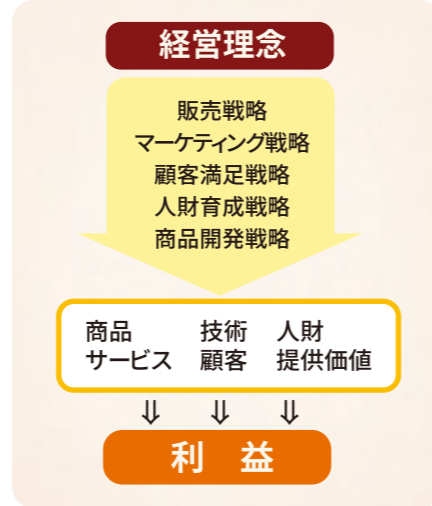 経営理念
販売戦略
マーケティング戦略
顧客満足戦略
人財育成戦略
商品開発戦略
商品 技術 人財
サービス 顧客 提供価値
⇓ ⇓ ⇓
利 益